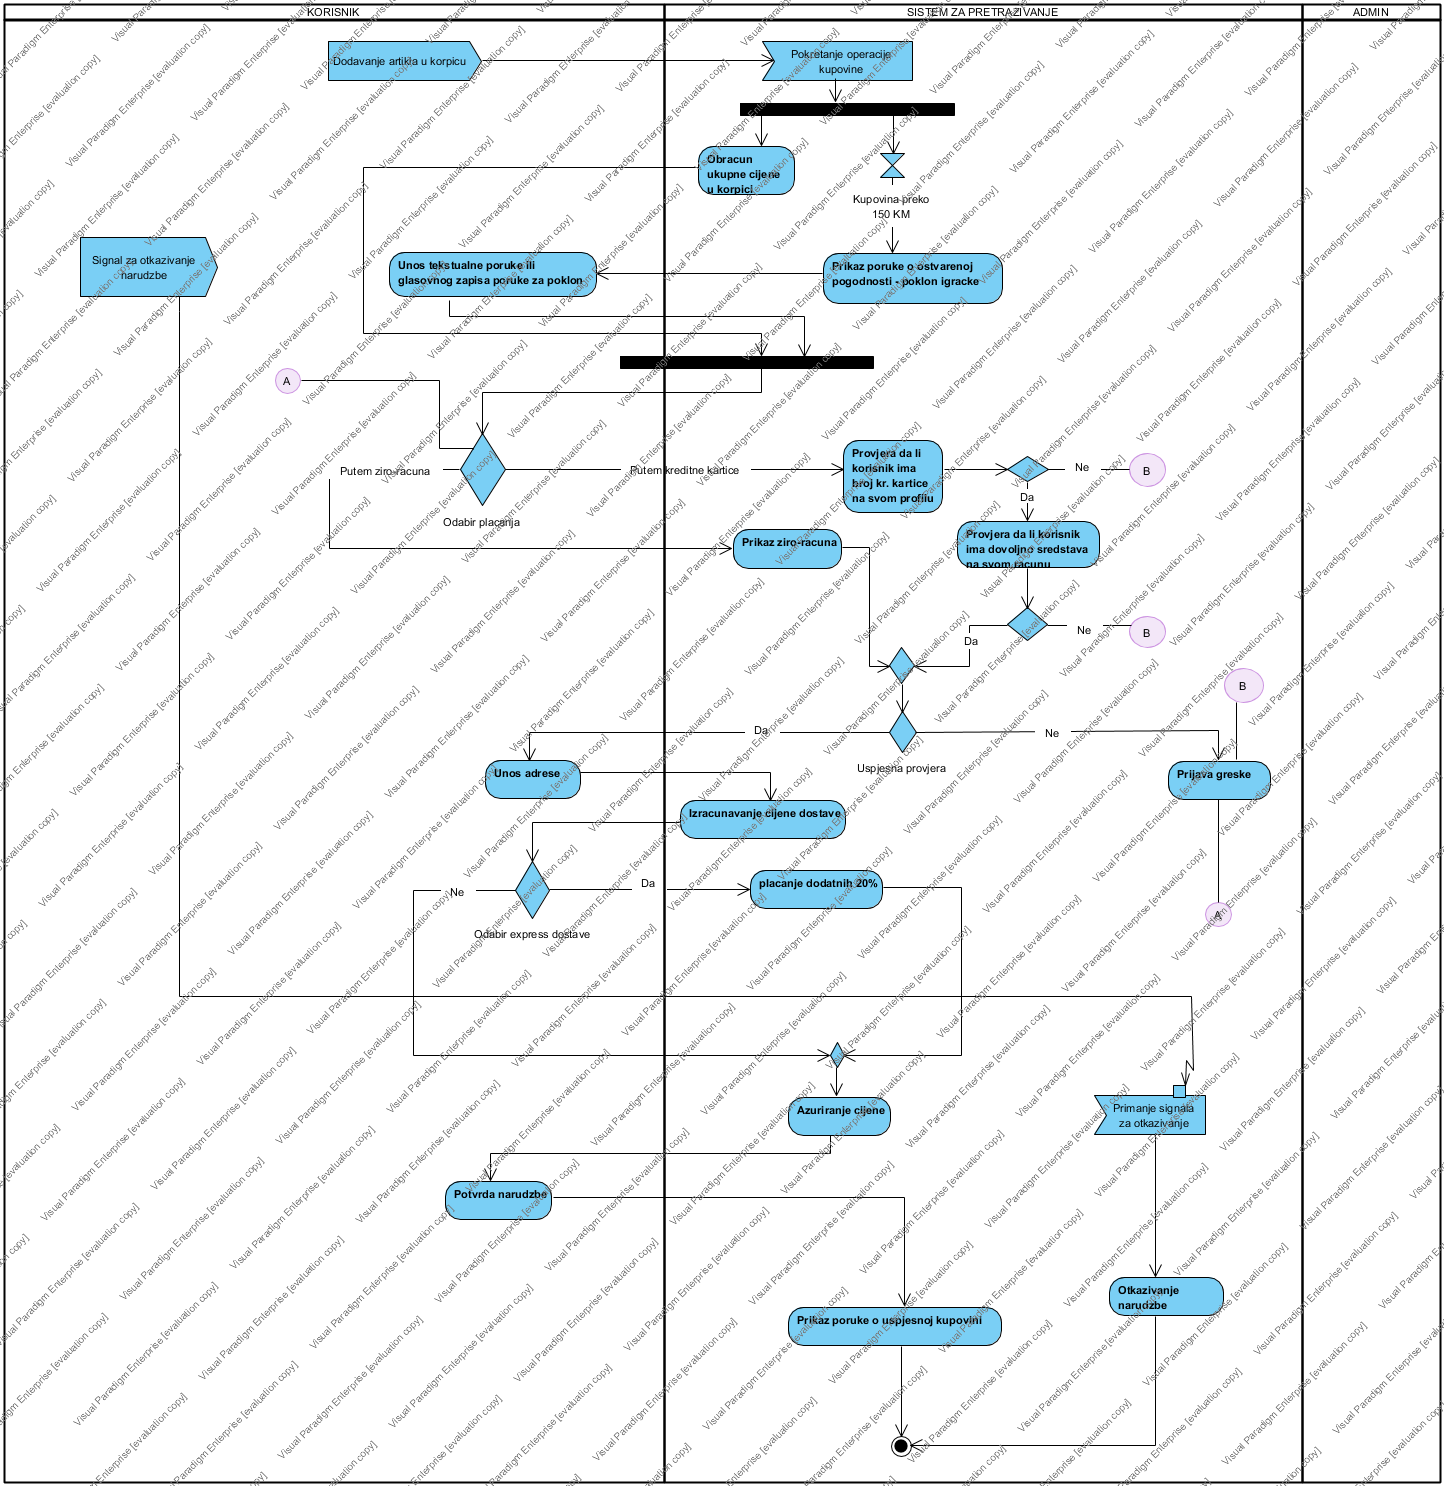 KORISNIK
SISTEM ZA PRETRAZIVANJE
ADMIN
Dodavanje artikla u korpicu
Pokretanje operacije
kupovine
Obracun
ukupne cijene
u korpici
Kupovina preko
150 KM
Signal za otkazivanje
narudzbe
Unos tekstualne poruke ili
glasovnog zapisa poruke za poklon
Prikaz poruke o ostvarenoj
pogodnosti - poklon igracke
A
Putem ziro-racuna
Putem kreditne kartice
Odabir placanja
Provjera da li
korisnik ima
broj kr. kartice
na svom profilu
Ne
B
Da
Prikaz ziro-racuna
Provjera da li korisnik
ima dovoljno sredstava
na svom racunu
Ne
B
Da
B
Da
Ne
Uspjesna provjera
Unos adrese
Prijava greske
Izracunavanje cijene dostave
Ne
Da
placanje dodatnih 20%
Odabir express dostave
A
Azuriranje cijene
Primanje signala
za otkazivanje
Potvrda narudzbe
Otkazivanje
narudzbe
Prikaz poruke o uspjesnoj kupovini
Visual Paradigm Enterprise [evaluation copy]